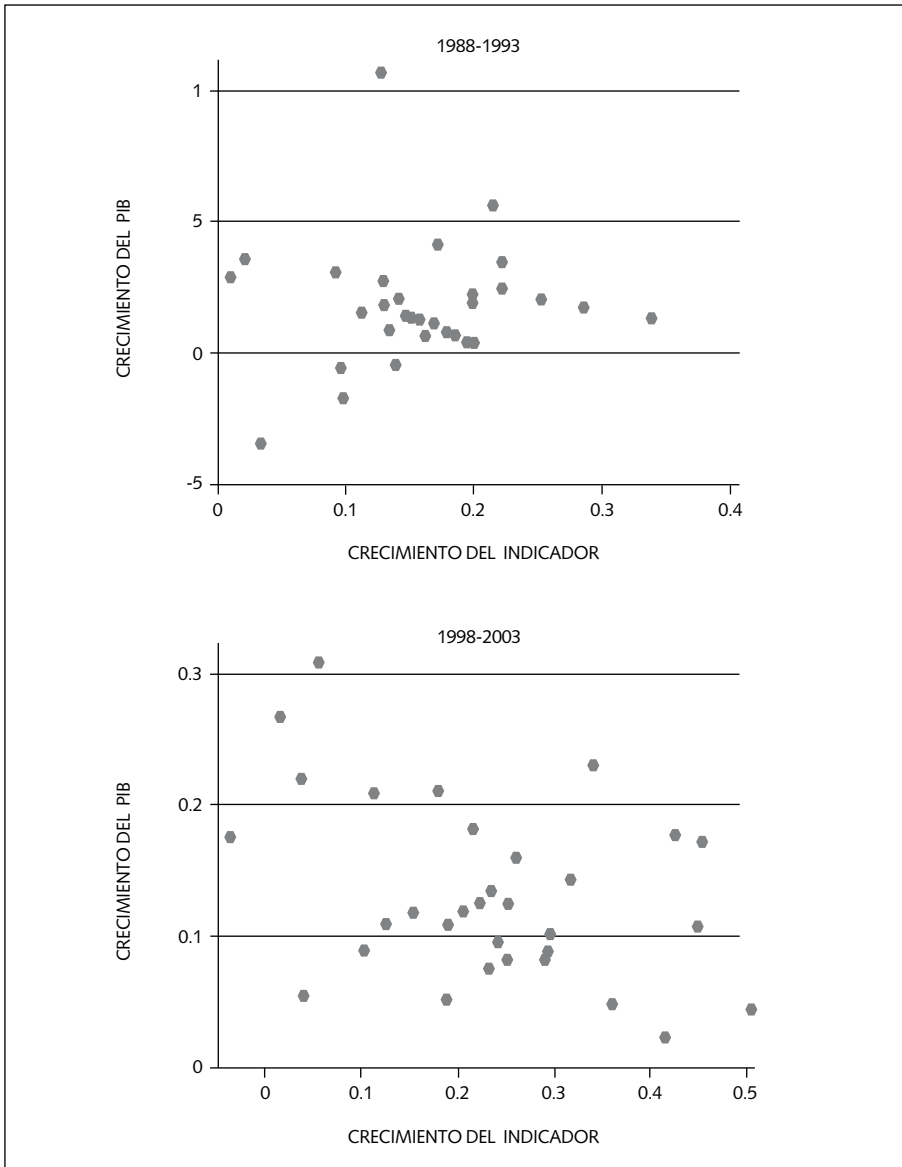 1988-1993
CRECIMIENTO DEL PIB
1
5
0
-5
0 0.1 0.2 0.3 0.4
CRECIMIENTO DEL INDICADOR
1998-2003
CRECIMIENTO DEL PIB
0.3
0.2
0.1
0
0 0.1 0.2 0.3 0.4 0.5
CRECIMIENTO DEL INDICADOR